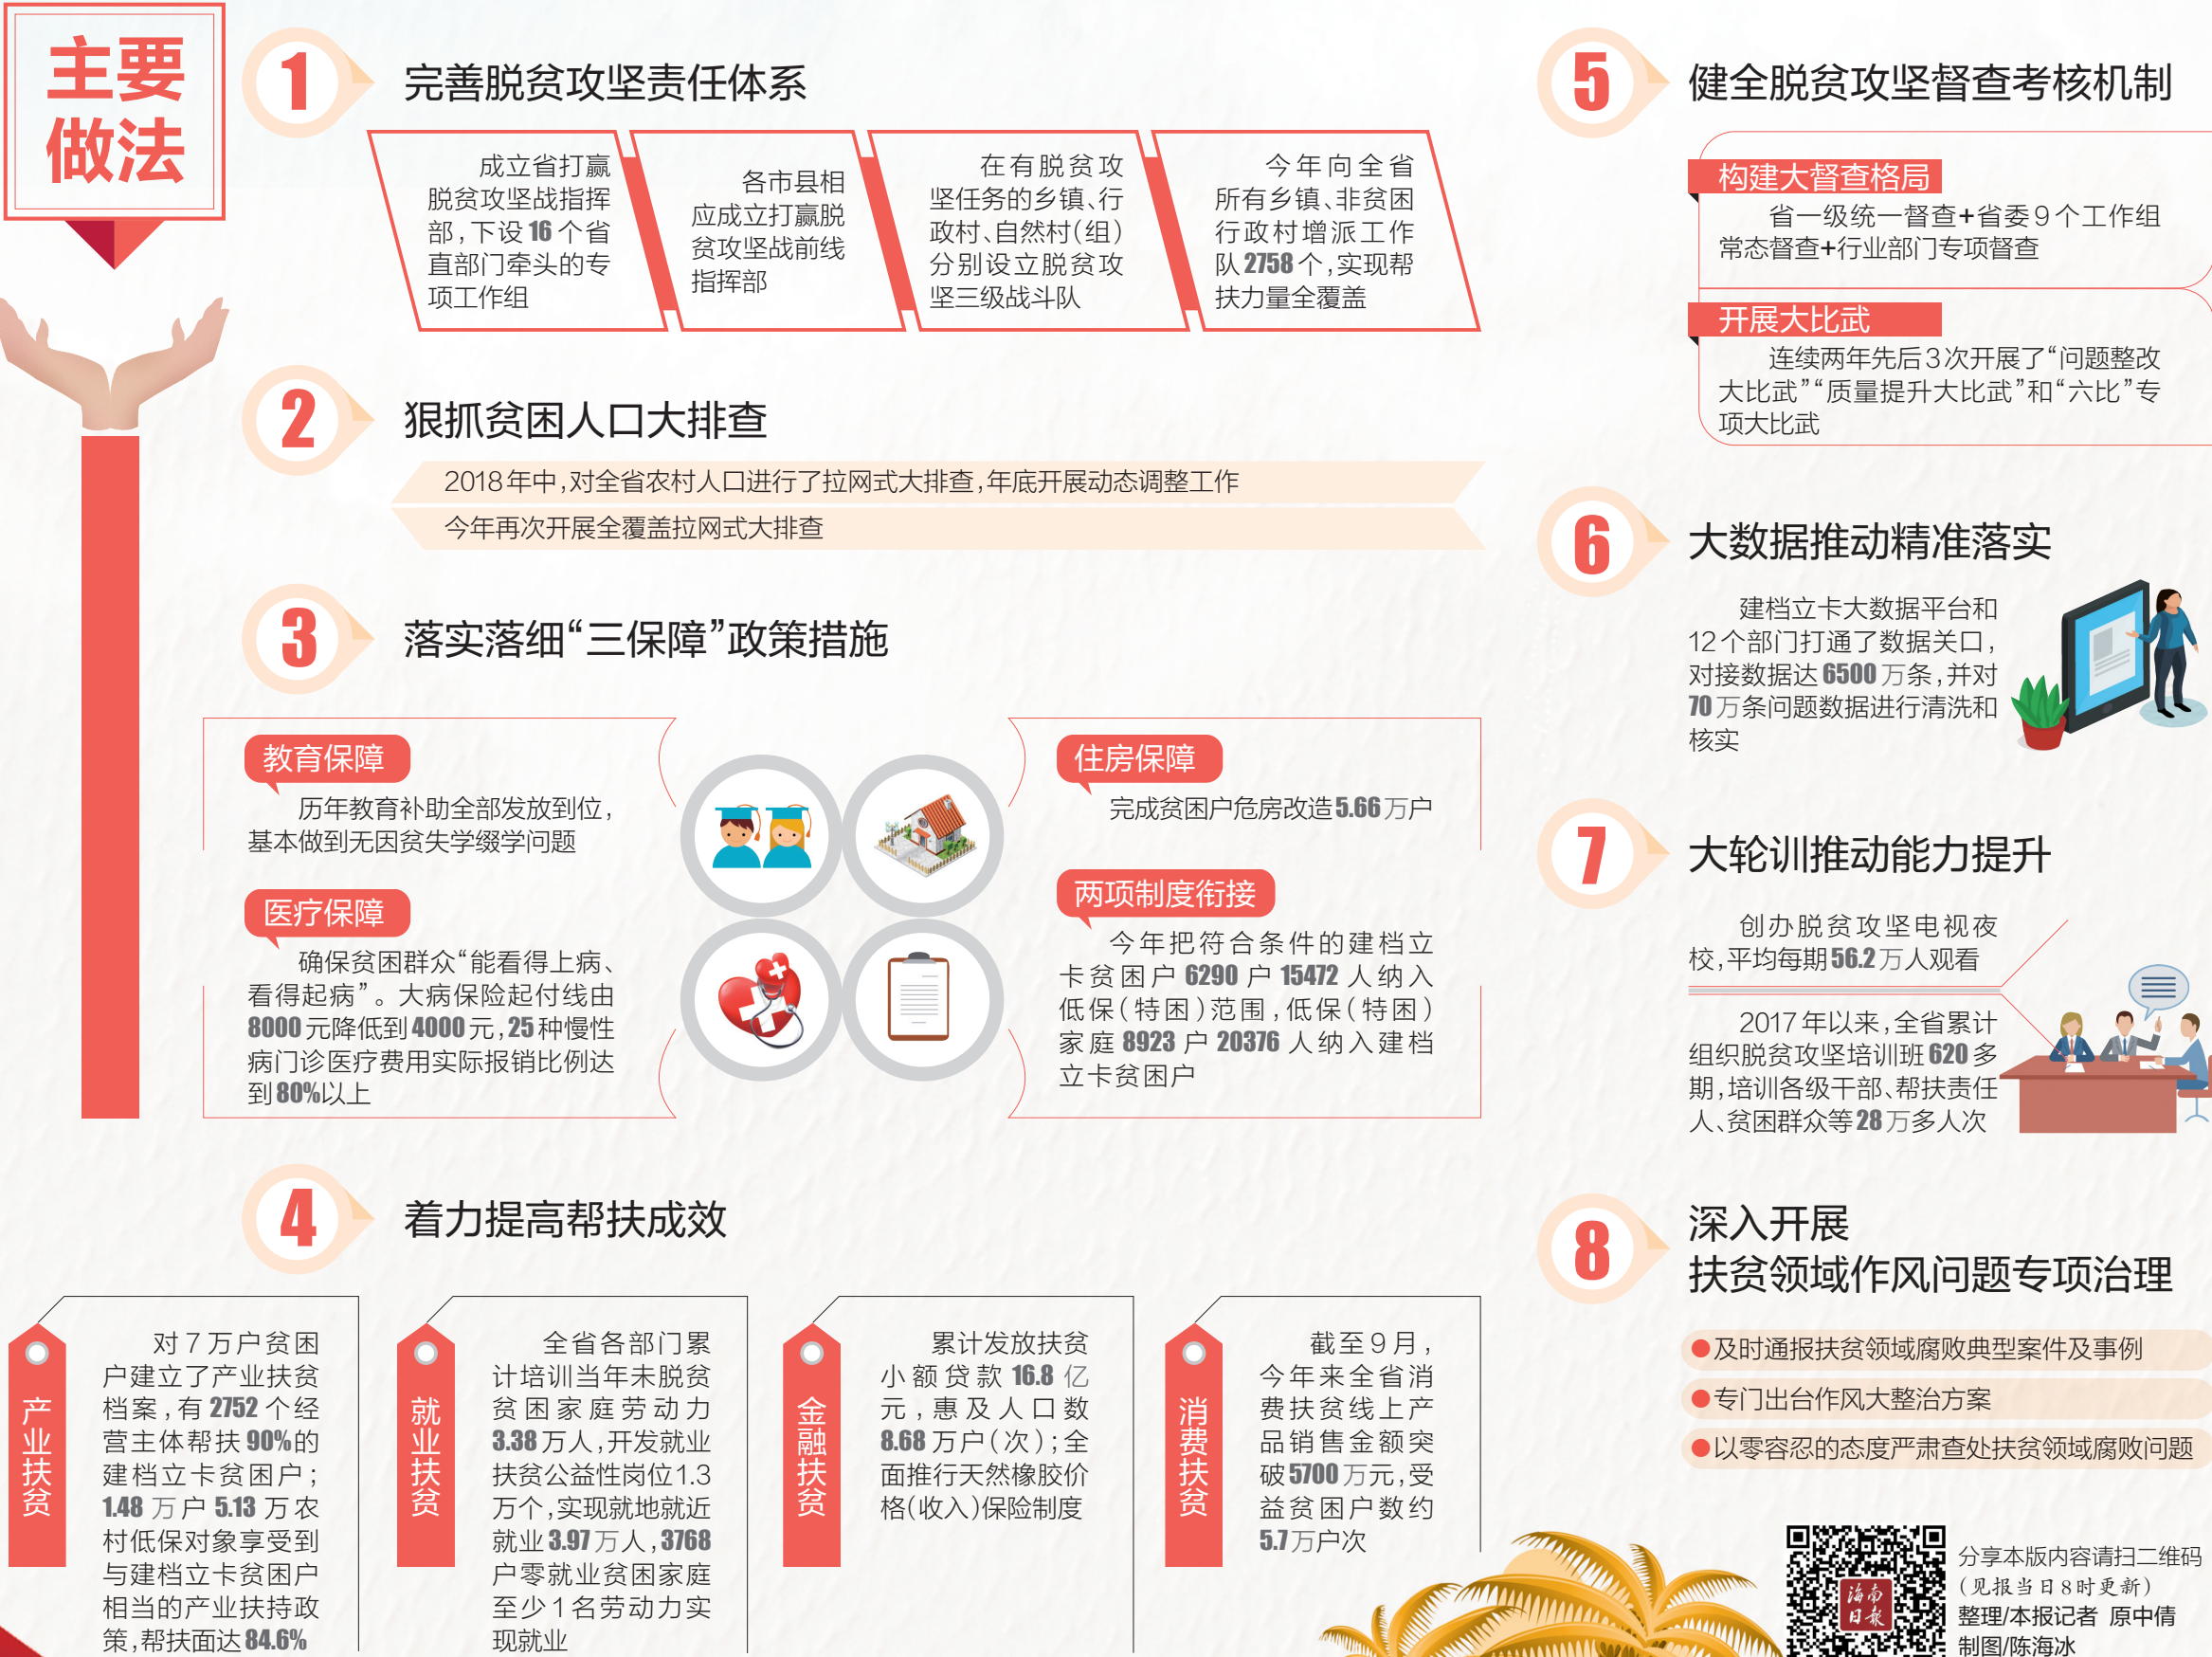 主要
做法
1
完善脱贫攻坚责任体系
成立省打赢
脱贫攻坚战指挥
部,下设16个省
直部门牵头的专
项工作组
各市县相
应成立打赢脱
贫攻坚战前线
指挥部
在有脱贫攻
坚任务的乡镇、行
政村、自然村(组)
分别设立脱贫攻
坚三级战斗队
今年向全省
所有乡镇、非贫困
行政村增派工作
队2758个,实现帮
扶力量全覆盖
2
狠抓贫困人口大排查
2018年中,对全省农村人口进行了拉网式大排查,年底开展动态调整工作
今年再次开展全覆盖拉网式大排查
3
落实落细“三保障”政策措施
教育保障
历年教育补助全部发放到位,
基本做到无因贫失学缀学问题
医疗保障
确保贫困群众“能看得上病、
看得起病”。大病保险起付线由
8000元降低到4000元,25种慢性
病门诊医疗费用实际报销比例达
到80%以上
住房保障
完成贫困户危房改造5.66万户
两项制度衔接
今年把符合条件的建档立
卡贫困户6290户15472人纳入
低保(特困)范围,低保(特困)
家庭8923户20376人纳入建档
立卡贫困户
4
着力提高帮扶成效
产业扶贫
对7万户贫困
户建立了产业扶贫
档案,有2752个经
营主体帮扶90%的
建档立卡贫困户;
1.48万户5.13万农
村低保对象享受到
与建档立卡贫困户
相当的产业扶持政
策,帮扶面达84.6%
就业扶贫
全省各部门累
计培训当年未脱贫
贫困家庭劳动力
3.38万人,开发就业
扶贫公益性岗位1.3
万个,实现就地就近
就业3.97万人,3768
户零就业贫困家庭
至少1名劳动力实
现就业
金融扶贫
累计发放扶贫
小额贷款16.8亿
元,惠及人口数
8.68万户(次);全
面推行天然橡胶价
格(收入)保险制度
消费扶贫
截至9月,
今年来全省消
费扶贫线上产
品销售金额突
破5700万元,受
益贫困户数约
5.7万户次
5
健全脱贫攻坚督查考核机制
构建大督查格局
省一级统一督查+省委9个工作组
常态督查+行业部门专项督查
开展大比武
连续两年先后3次开展了“问题整改
大比武”“质量提升大比武”和“六比”专
项大比武
6
大数据推动精准落实
建档立卡大数据平台和
12个部门打通了数据关口,
对接数据达6500万条,并对
70万条问题数据进行清洗和
核实
7
大轮训推动能力提升
创办脱贫攻坚电视夜
校,平均每期56.2万人观看
2017年以来,全省累计
组织脱贫攻坚培训班620多
期,培训各级干部、帮扶责任
人、贫困群众等28万多人次
8
深入开展
扶贫领域作风问题专项治理
●及时通报扶贫领域腐败典型案件及事例
●专门出台作风大整治方案
●以零容忍的态度严肃查处扶贫领域腐败问题
海南
日报
分享本版内容请扫二维码
(见报当日8时更新)
整理/本报记者 原中倩
制图/陈海冰